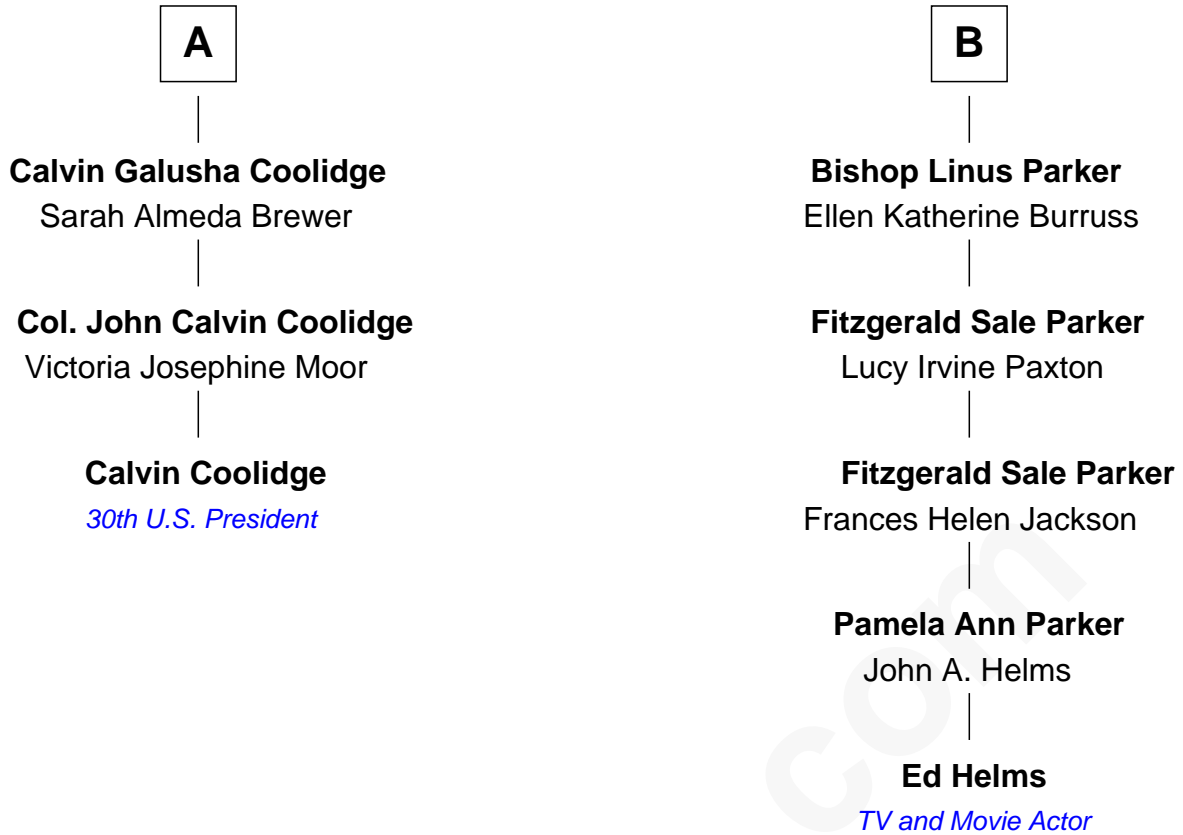 A
Calvin Galusha Coolidge
Sarah Almeda Brewer
Col. John Calvin Coolidge
Victoria Josephine Moor
Calvin Coolidge
30th U.S. President
B
Bishop Linus Parker
Ellen Katherine Burruss
Fitzgerald Sale Parker
Lucy Irvine Paxton
Fitzgerald Sale Parker
Frances Helen Jackson
Pamela Ann Parker
John A. Helms
Ed Helms
TV and Movie Actor
com